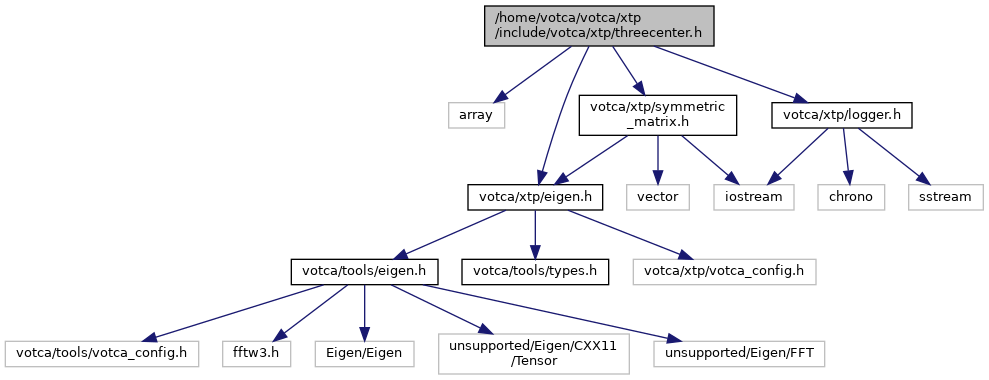 /home/votca/votca/xtp
/include/votca/xtp/threecenter.h
array
votca/xtp/symmetric
_matrix.h
votca/xtp/logger.h
votca/xtp/eigen.h
vector
iostream
chrono
sstream
votca/tools/eigen.h
votca/tools/types.h
votca/xtp/votca_config.h
votca/tools/votca_config.h
fftw3.h
Eigen/Eigen
unsupported/Eigen/CXX11
/Tensor
unsupported/Eigen/FFT